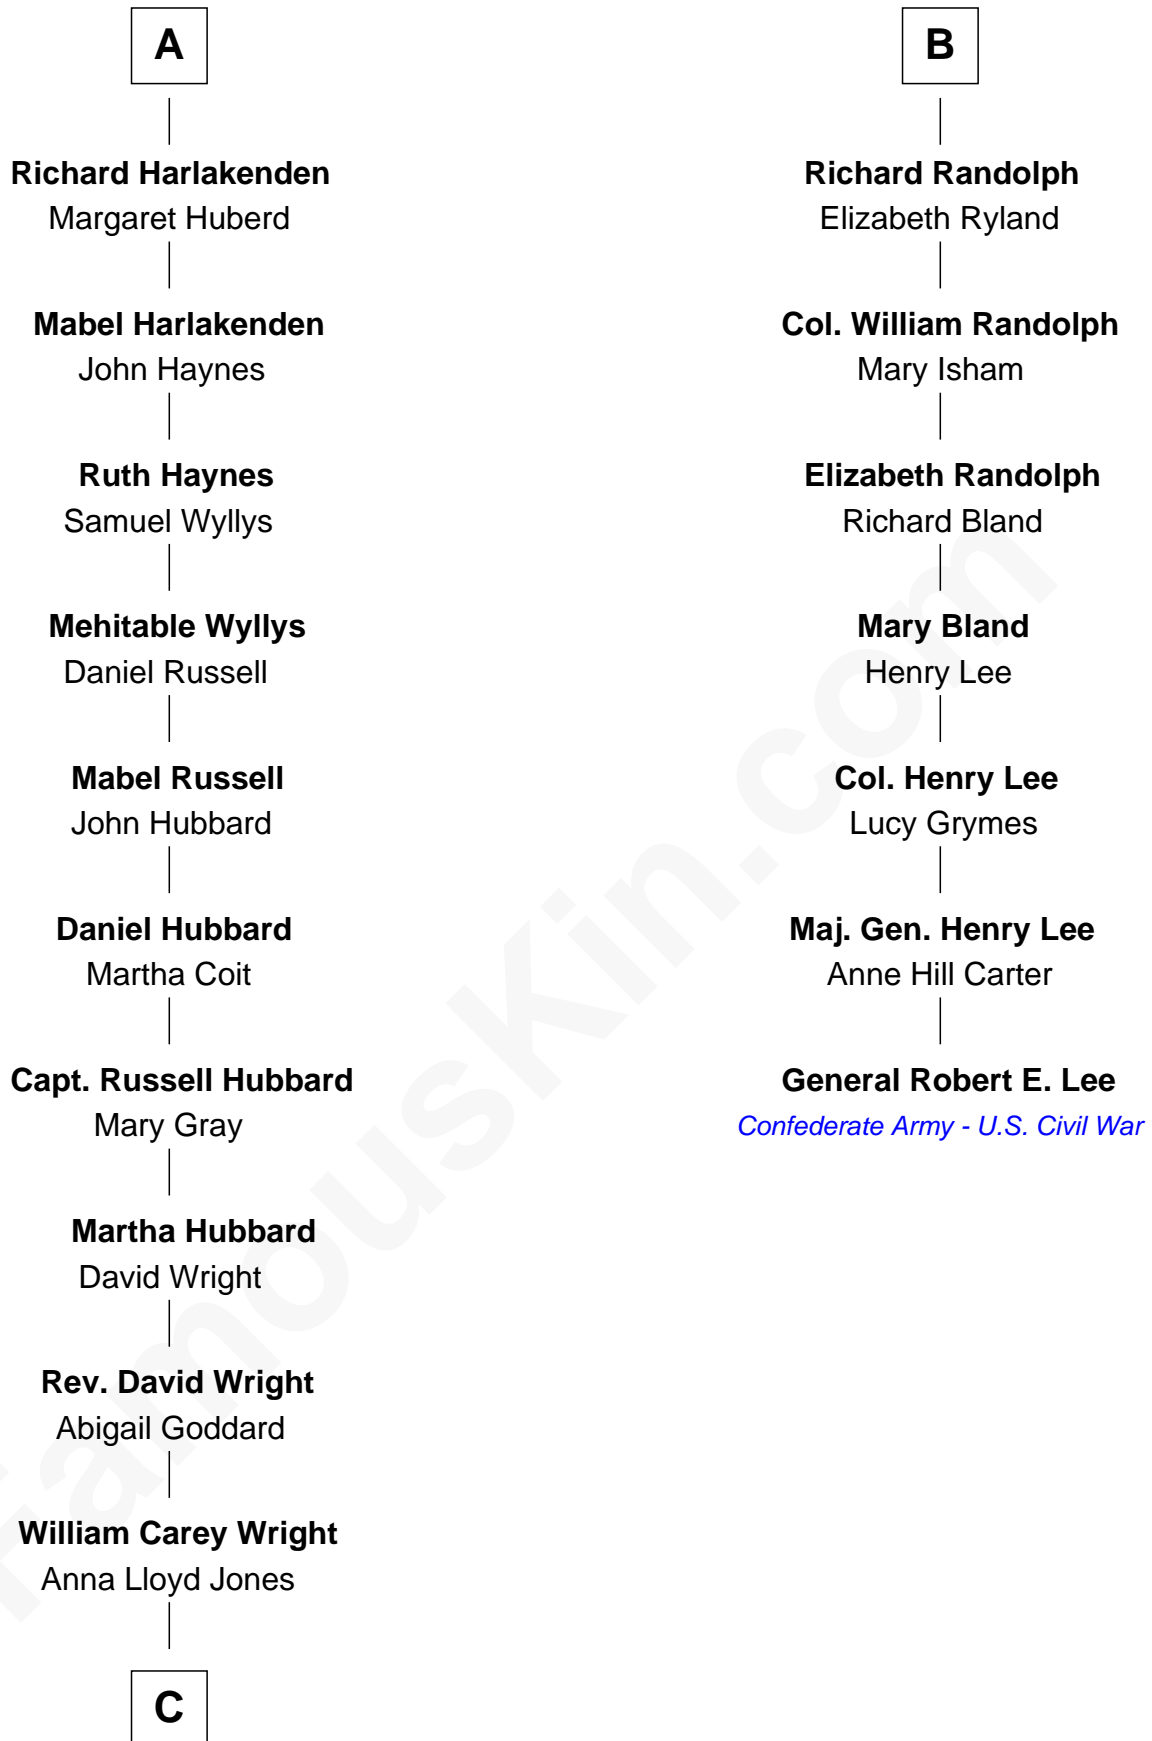 A
Richard Harlakenden
Margaret Huberd
Mabel Harlakenden
John Haynes
Ruth Haynes
Samuel Wyllys
Mehitable Wyllys
Daniel Russell
Mabel Russell
John Hubbard
Daniel Hubbard
Martha Coit
Capt. Russell Hubbard
Mary Gray
Martha Hubbard
David Wright
Rev. David Wright
Abigail Goddard
William Carey Wright
Anna Lloyd Jones
C
B
Richard Randolph
Elizabeth Ryland
Col. William Randolph
Mary Isham
Elizabeth Randolph
Richard Bland
Mary Bland
Henry Lee
Col. Henry Lee
Lucy Grymes
Maj. Gen. Henry Lee
Anne Hill Carter
General Robert E. Lee
Confederate Army - U.S. Civil War
FamousKin.com